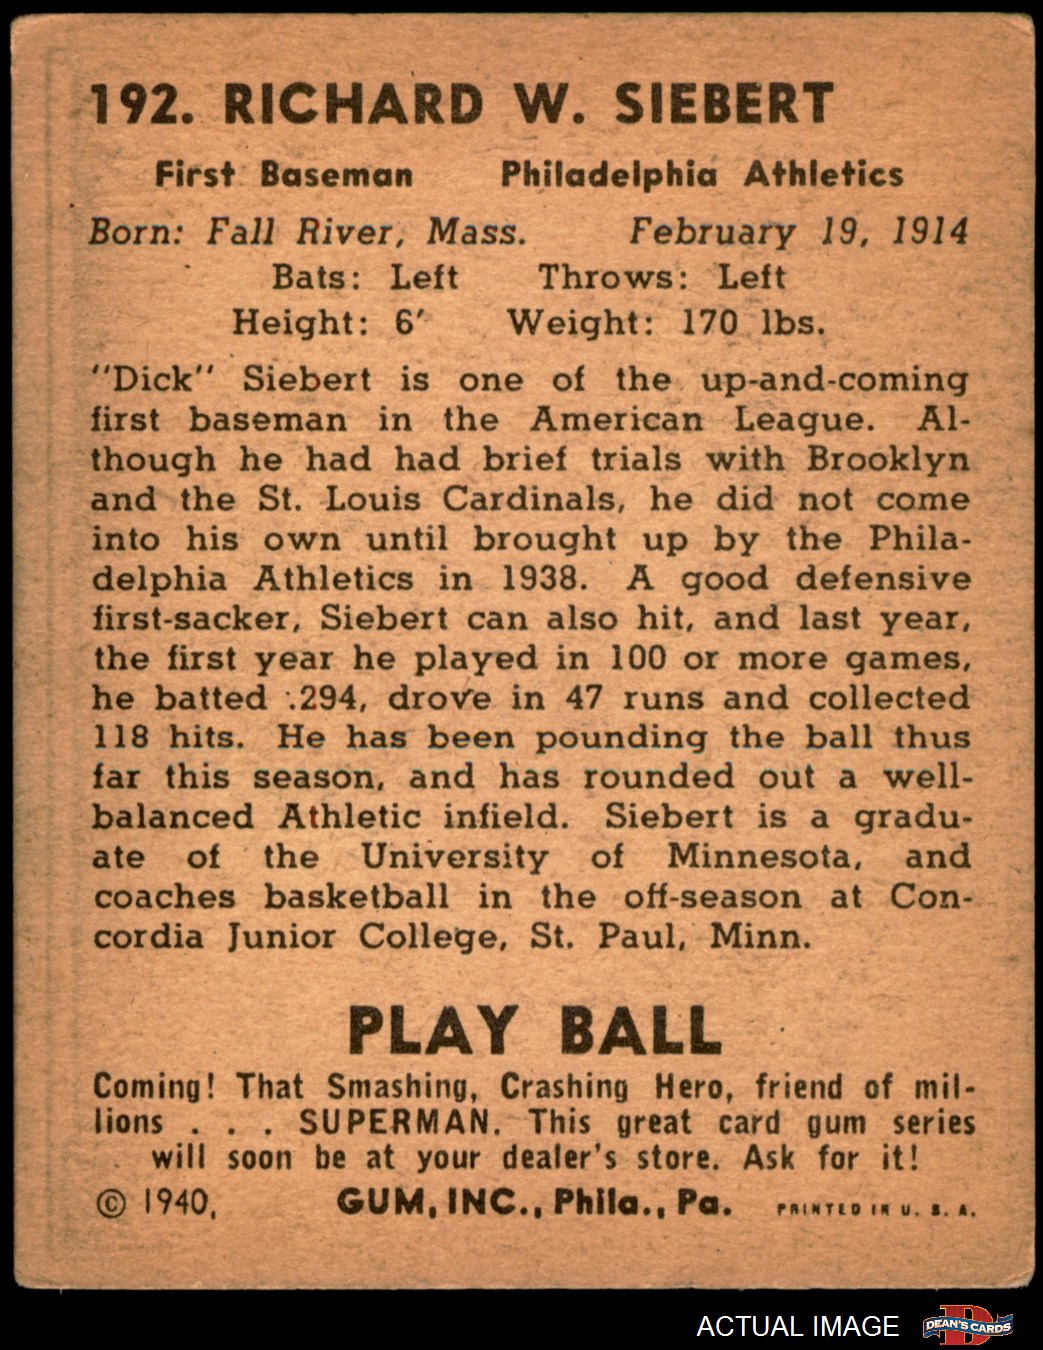 192. RICHARD W. SIEBERT
First Baseman Philadelphia Athletics
Born: Fall River, Mass. February 19, 1914
Bats: Left Throws: Left
Height: 6′ Weight: 170 lbs.
"Dick" Siebert is one of the up-and-coming
first baseman in the American League. Al-
though he had had brief trials with Brooklyn
and the St. Louis Cardinals, he did not come
into his own until brought up by the Phila-
delphia Athletics in 1938. A good defensive
first-sacker, Siebert can also hit, and last year,
the first year he played in 100 or more games,
he batted .294, drove in 47 runs and collected
118 hits. He has been pounding the ball thus
far this season, and has rounded out a well-
balanced Athletic infield. Siebert is a gradu-
ate of the University of Minnesota, and
coaches basketball in the off-season at Con-
cordia Junior College, St. Paul, Minn.
PLAY BALL
Coming! That Smashing, Crashing Hero, friend of mil-
lions . . . SUPERMAN. This great card gum series
will soon be at your dealer's store. Ask for it!
© 1940, GUM, INC., Phila., Pa. PRINTED IN U. S. A.
ACTUAL IMAGE D DEAN'S CARDS